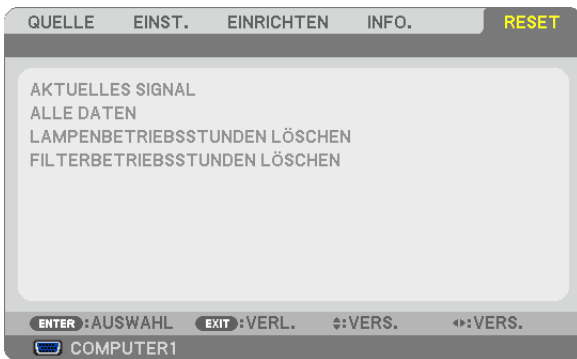 QUELLE EINST. EINRICHTEN INFO. RESET
AKTUELLES SIGNAL
ALLE DATEN
LAMPENBETRIEBSSTUNDEN LÖSCHEN
FILTERBETRIEBSSTUNDEN LÖSCHEN
ENTER :AUSWAHL EXIT :VERL. :VERS. :VERS.
COMPUTER1